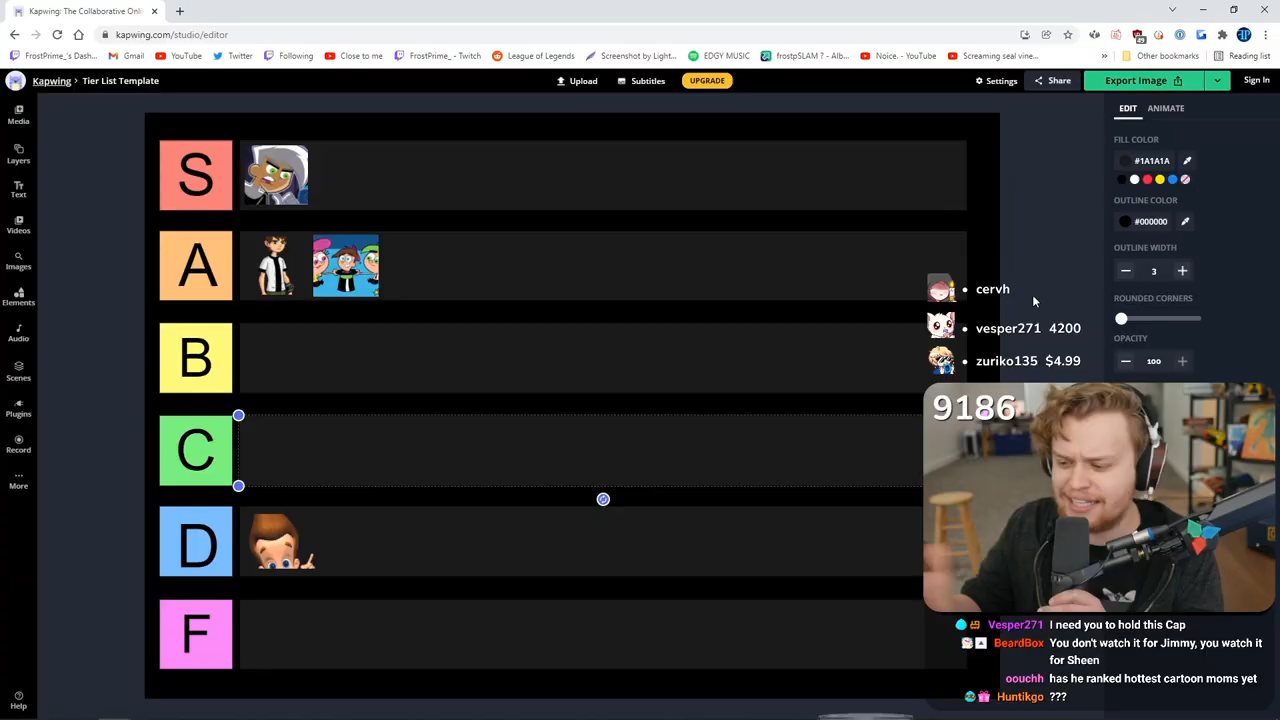 Kapwing: The Collaborative Onli
kapwing.com/studio/editor
FrostPrime_'s Dash...
Gmail
YouTube
Twitter
Following
Close to me
FrostPrime_ - Twitch
League of Legends
Screenshot by Light...
EDGY MUSIC
frostpSLAM ? - Alb...
Noice. - YouTube
Screaming seal vine...
»
Other bookmarks
Reading list
Kapwing > Tier List Template
Upload
Subtitles
UPGRADE
Settings
Share
Export Image
Sign In
Media
Layers
Text
Videos
Images
Elements
Audio
Scenes
Plugins
Record
More
Help
S
A
B
C
D
F
EDIT ANIMATE
FILL COLOR
#1A1A1A
OUTLINE COLOR
#000000
OUTLINE WIDTH
3
ROUNDED CORNERS
OPACITY
100
• cervh
• vesper271 4200
• zuriko135 $4.99
9186
Vesper271 I need you to hold this Cap
BeardBox You don't watch it for Jimmy, you watch it
for Sheen
oouchh has he ranked hottest cartoon moms yet
Huntikgo ???